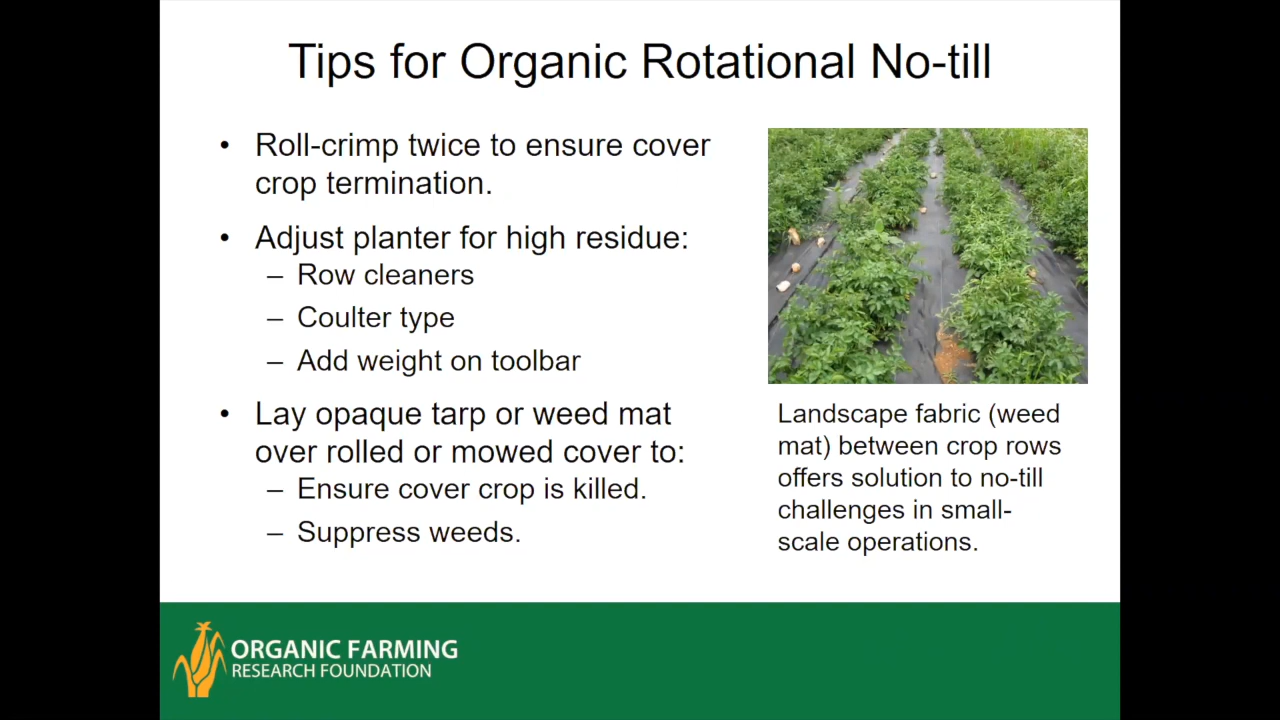 Tips for Organic Rotational No-till
• Roll-crimp twice to ensure cover
crop termination.
• Adjust planter for high residue:
– Row cleaners
– Coulter type
– Add weight on toolbar
• Lay opaque tarp or weed mat
over rolled or mowed cover to:
– Ensure cover crop is killed.
– Suppress weeds.
Landscape fabric (weed
mat) between crop rows
offers solution to no-till
challenges in small-
scale operations.
ORGANIC FARMING
RESEARCH FOUNDATION